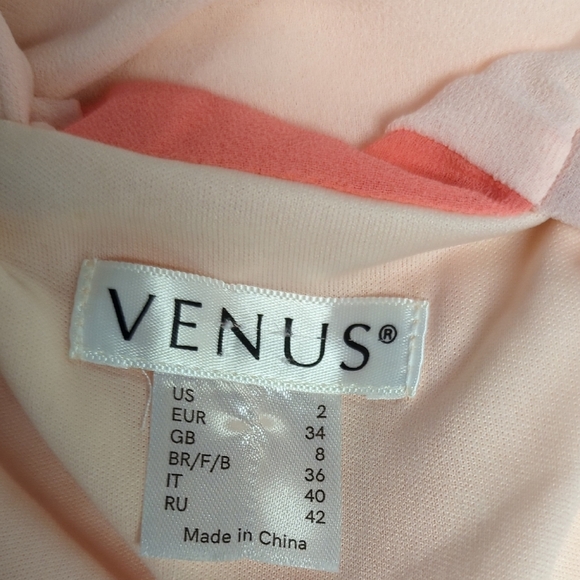 VENUS®
US 2
EUR 34
GB 8
BR/F/B 36
IT 40
RU 42
Made in China